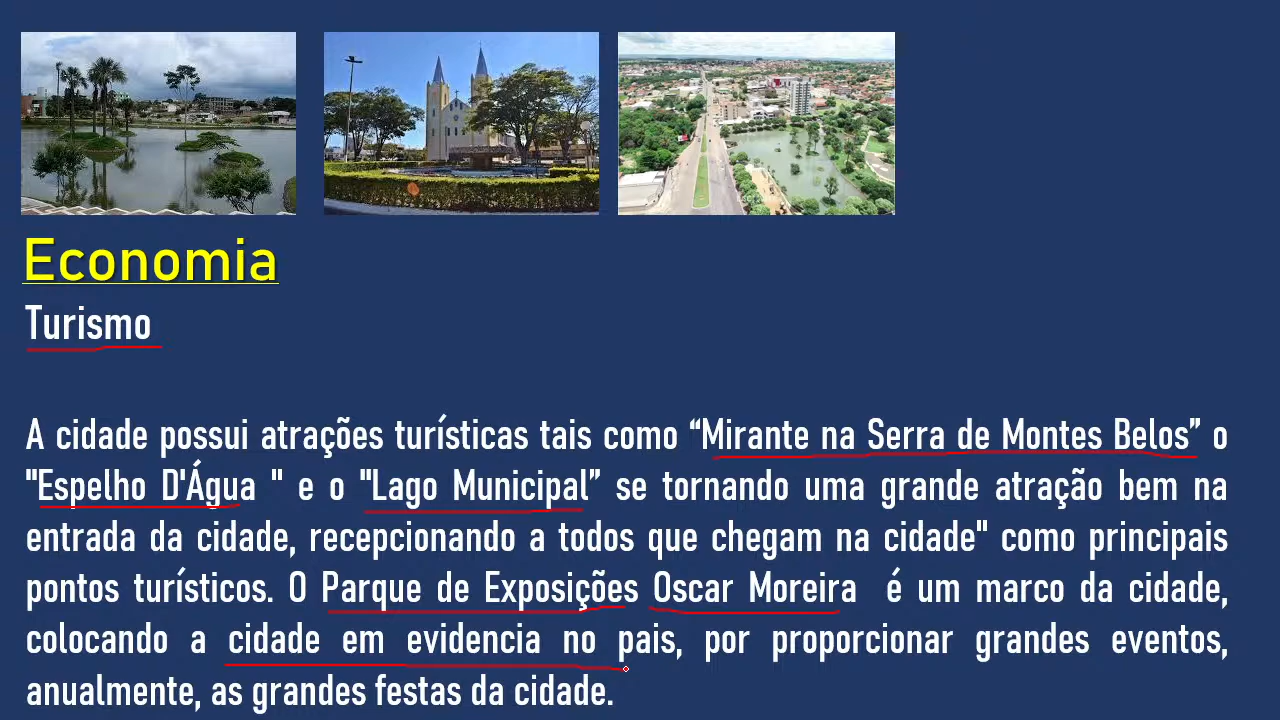 Economia
Turismo
A cidade possui atrações turísticas tais como “Mirante na Serra de Montes Belos” o
"Espelho D'Água " e o "Lago Municipal” se tornando uma grande atração bem na
entrada da cidade, recepcionando a todos que chegam na cidade" como principais
pontos turísticos. O Parque de Exposições Oscar Moreira  é um marco da cidade,
colocando a cidade em evidencia no pais, por proporcionar grandes eventos,
anualmente, as grandes festas da cidade.